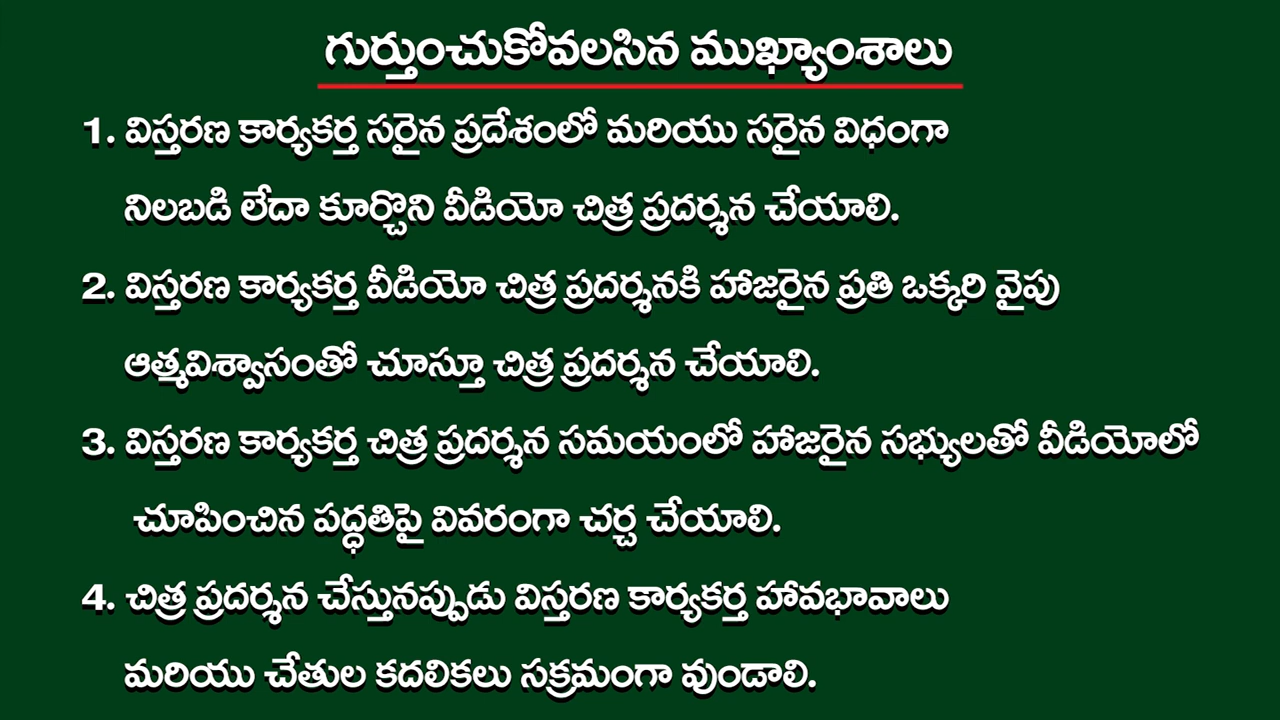 గుర్తుంచుకోవలసిన ముఖ్యాంశాలు
1. విస్తరణ కార్యకర్త సరైన ప్రదేశంలో మరియు సరైన విధంగా
నిలబడి లేదా కూర్చొని వీడియో చిత్ర ప్రదర్శన చేయాలి.
2. విస్తరణ కార్యకర్త వీడియో చిత్ర ప్రదర్శనకి హాజరైన ప్రతి ఒక్కరి వైపు
ఆత్మవిశ్వాసంతో చూస్తూ చిత్ర ప్రదర్శన చేయాలి.
3. విస్తరణ కార్యకర్త చిత్ర ప్రదర్శన సమయంలో హాజరైన సభ్యులతో వీడియోలో
చూపించిన పద్ధతిపై వివరంగా చర్చ చేయాలి.
4. చిత్ర ప్రదర్శన చేస్తునప్పుడు విస్తరణ కార్యకర్త హావభావాలు
మరియు చేతుల కదలికలు సక్రమంగా వుండాలి.